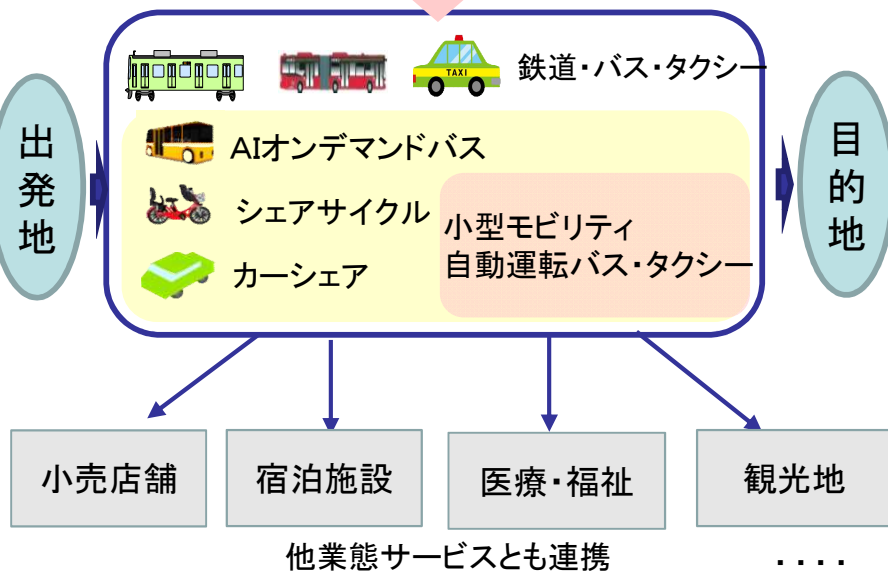 鉄道・バス・タクシー
TAXI
出発地
AIオンデマンドバス
シェアサイクル
カーシェア
小型モビリティ
自動運転バス・タクシー
目的地
小売店舗
宿泊施設
医療・福祉
観光地
他業態サービスとも連携
・・・・